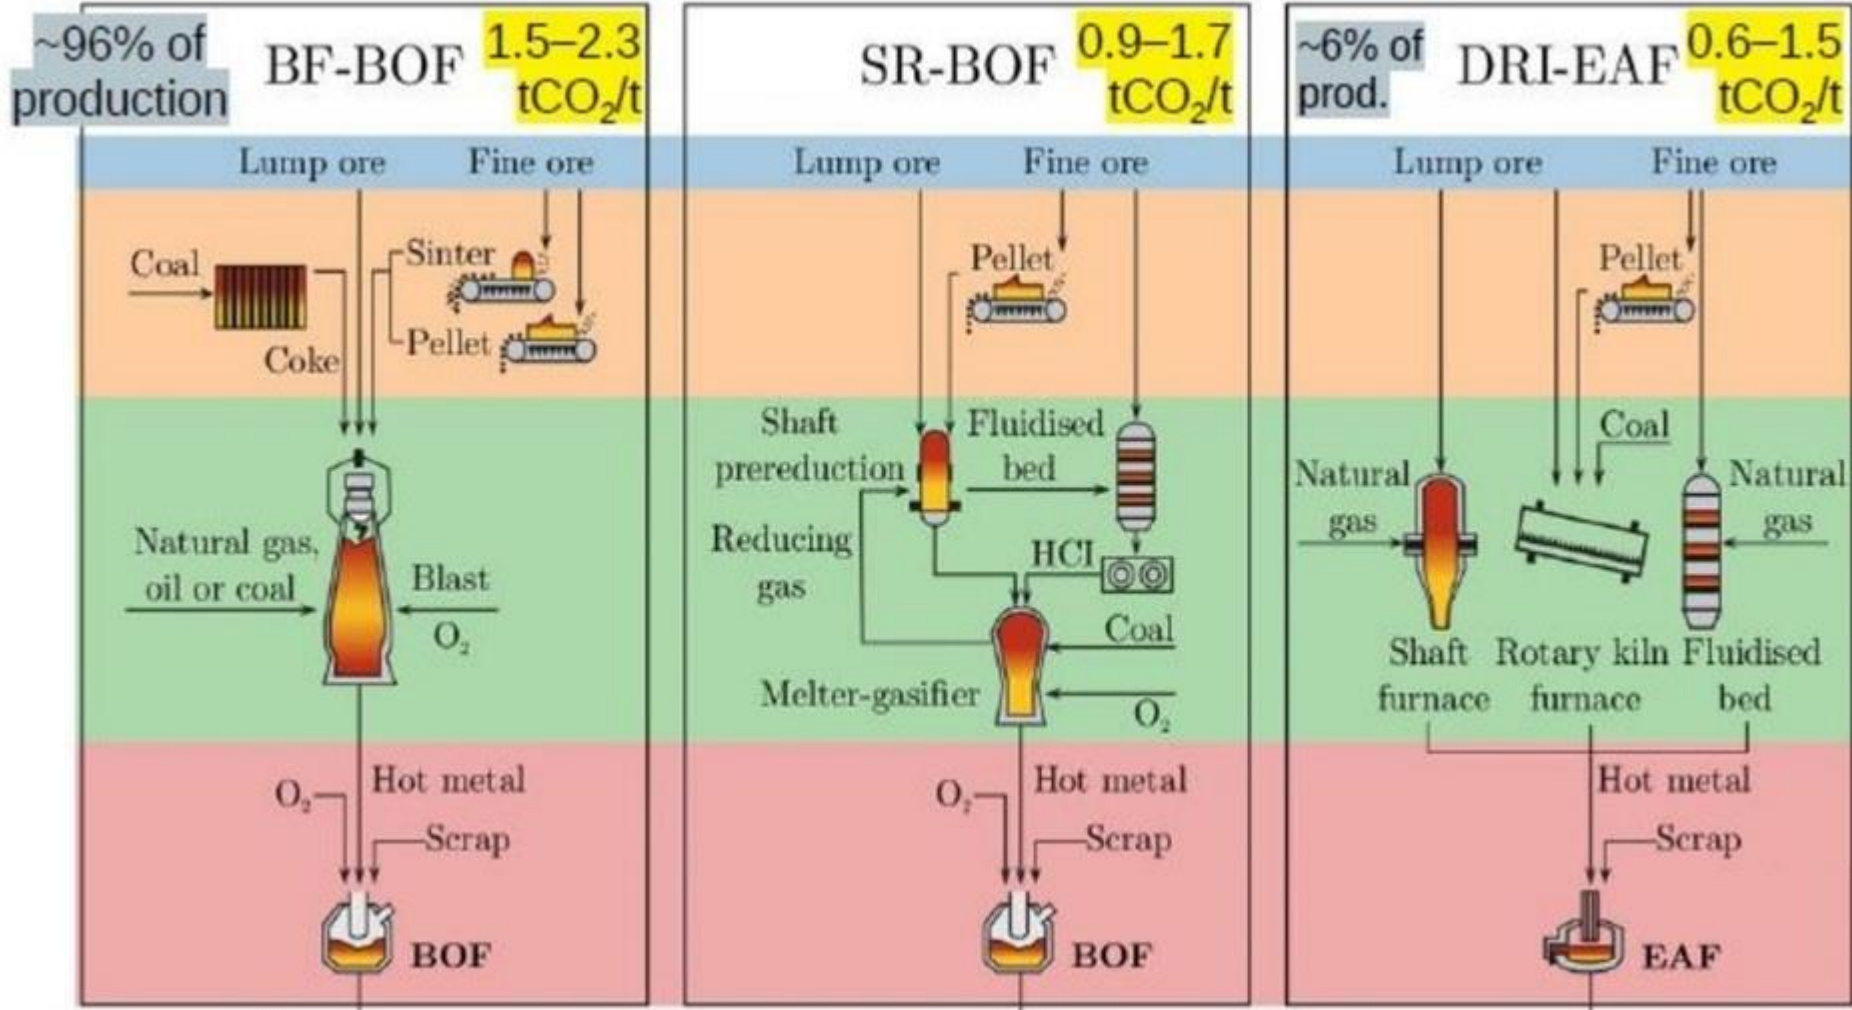 ~96% of
production
BF-BOF
1.5–2.3
tCO₂/t
Lump ore
Fine ore
Coal
Sinter
Coke
Pellet
Natural gas,
oil or coal
Blast
O₂
O₂
Hot metal
Scrap
BOF
SR-BOF
0.9–1.7
tCO₂/t
Lump ore
Fine ore
Pellet
Shaft
prereduction
Fluidised
bed
Reducing
gas
HCI
Coal
Melter-gasifier
O₂
O₂
Hot metal
Scrap
BOF
~6% of
prod.
DRI-EAF
0.6–1.5
tCO₂/t
Lump ore
Fine ore
Pellet
Coal
Natural
gas
Natural
gas
Shaft
furnace
Rotary kiln
furnace
Fluidised
bed
Hot metal
Scrap
EAF